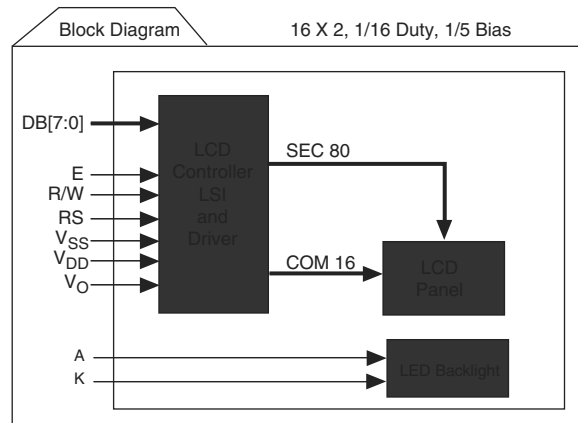 Block Diagram
16 X 2, 1/16 Duty, 1/5 Bias
DB[7:0]
E
R/W
RS
VSS
VDD
VO
LCD
Controller
LSI
and
Driver
SEC 80
COM 16
LCD
Panel
A
K
LED Backlight